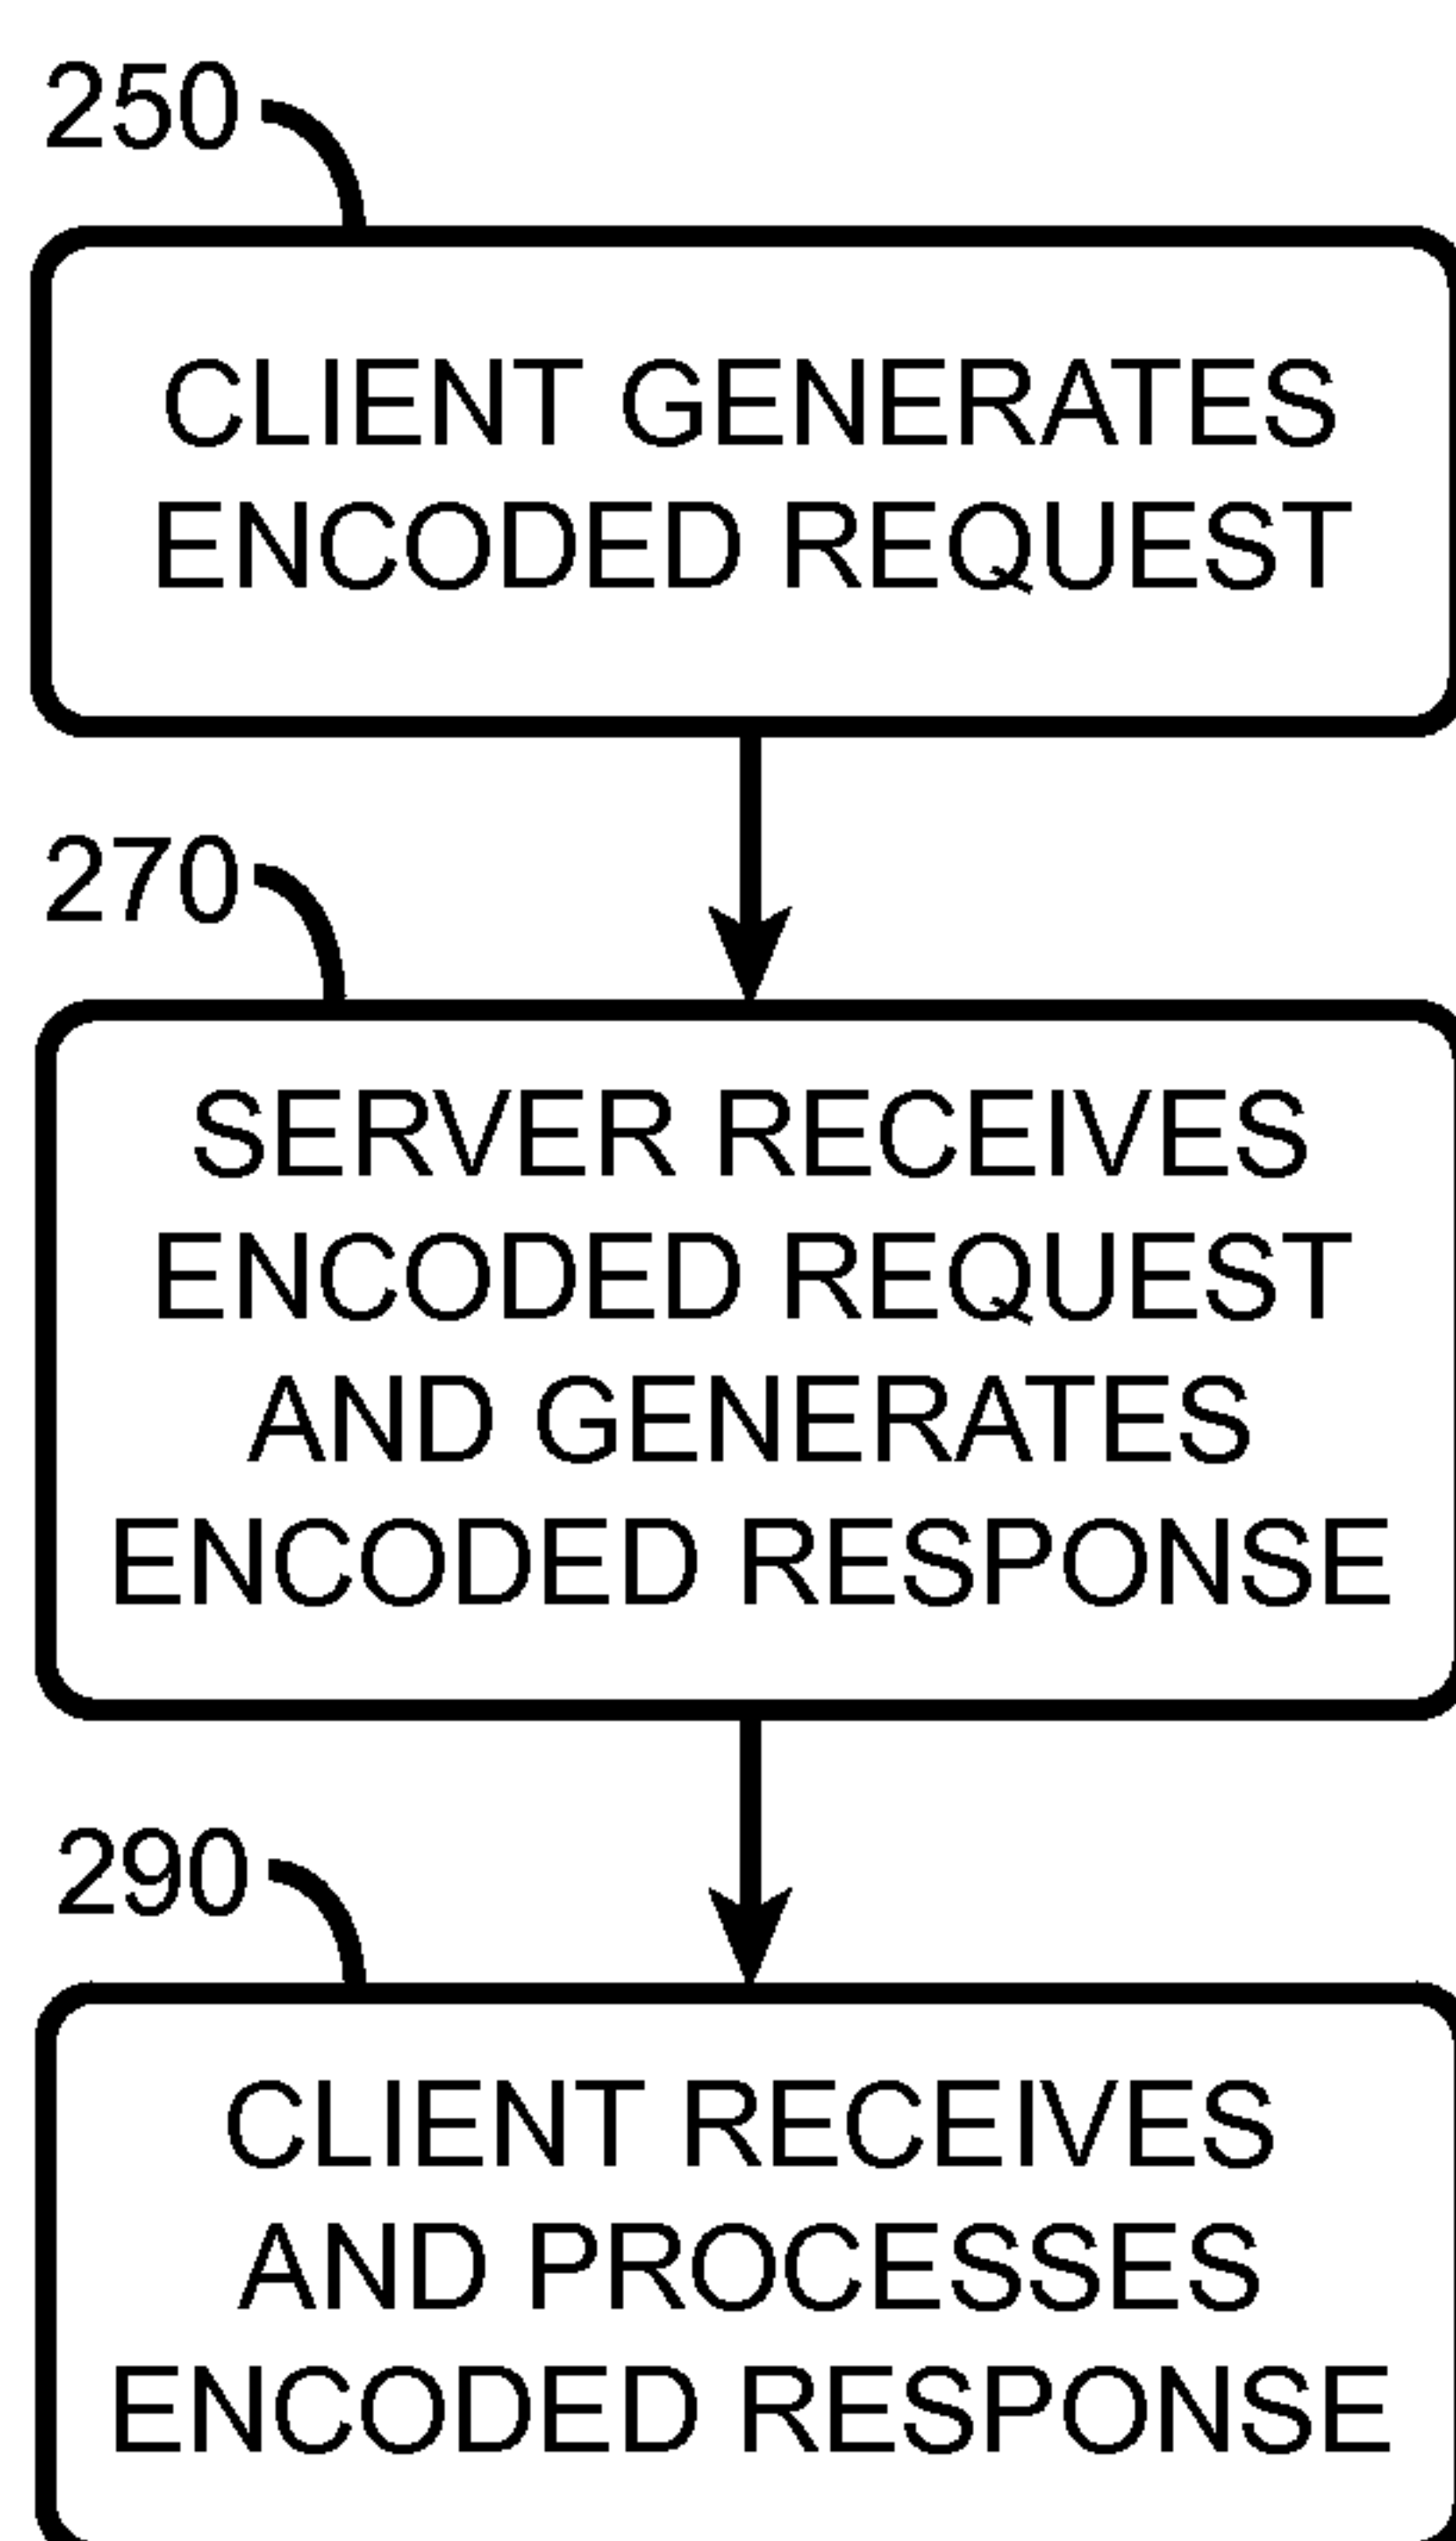 250
CLIENT GENERATES
ENCODED REQUEST
270
SERVER RECEIVES
ENCODED REQUEST
AND GENERATES
ENCODED RESPONSE
290
CLIENT RECEIVES
AND PROCESSES
ENCODED RESPONSE